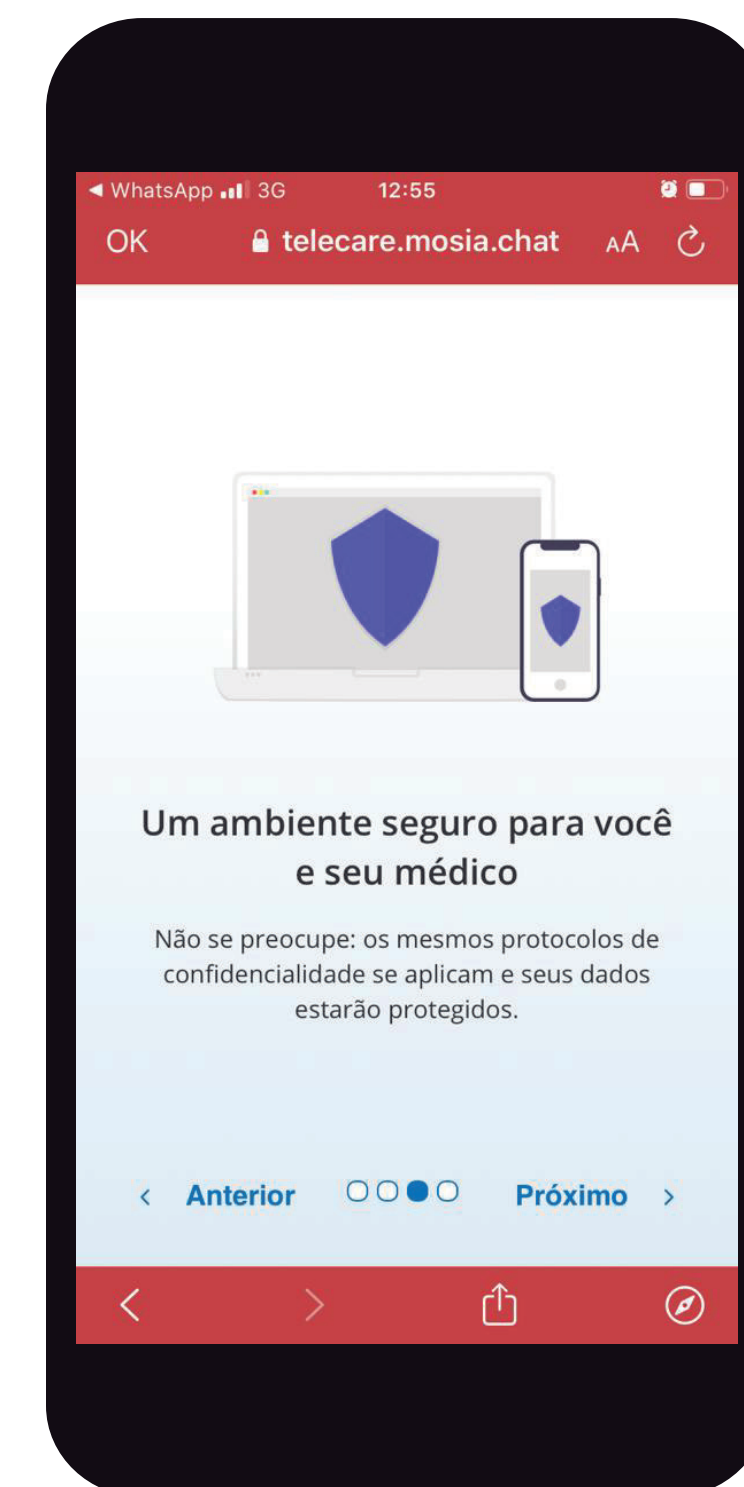 ◀ WhatsApp 3G 12:55
OK telecare.mosia.chat AA
Um ambiente seguro para você
e seu médico
Não se preocupe: os mesmos protocolos de
confidencialidade se aplicam e seus dados
estarão protegidos.
< Anterior Próximo >